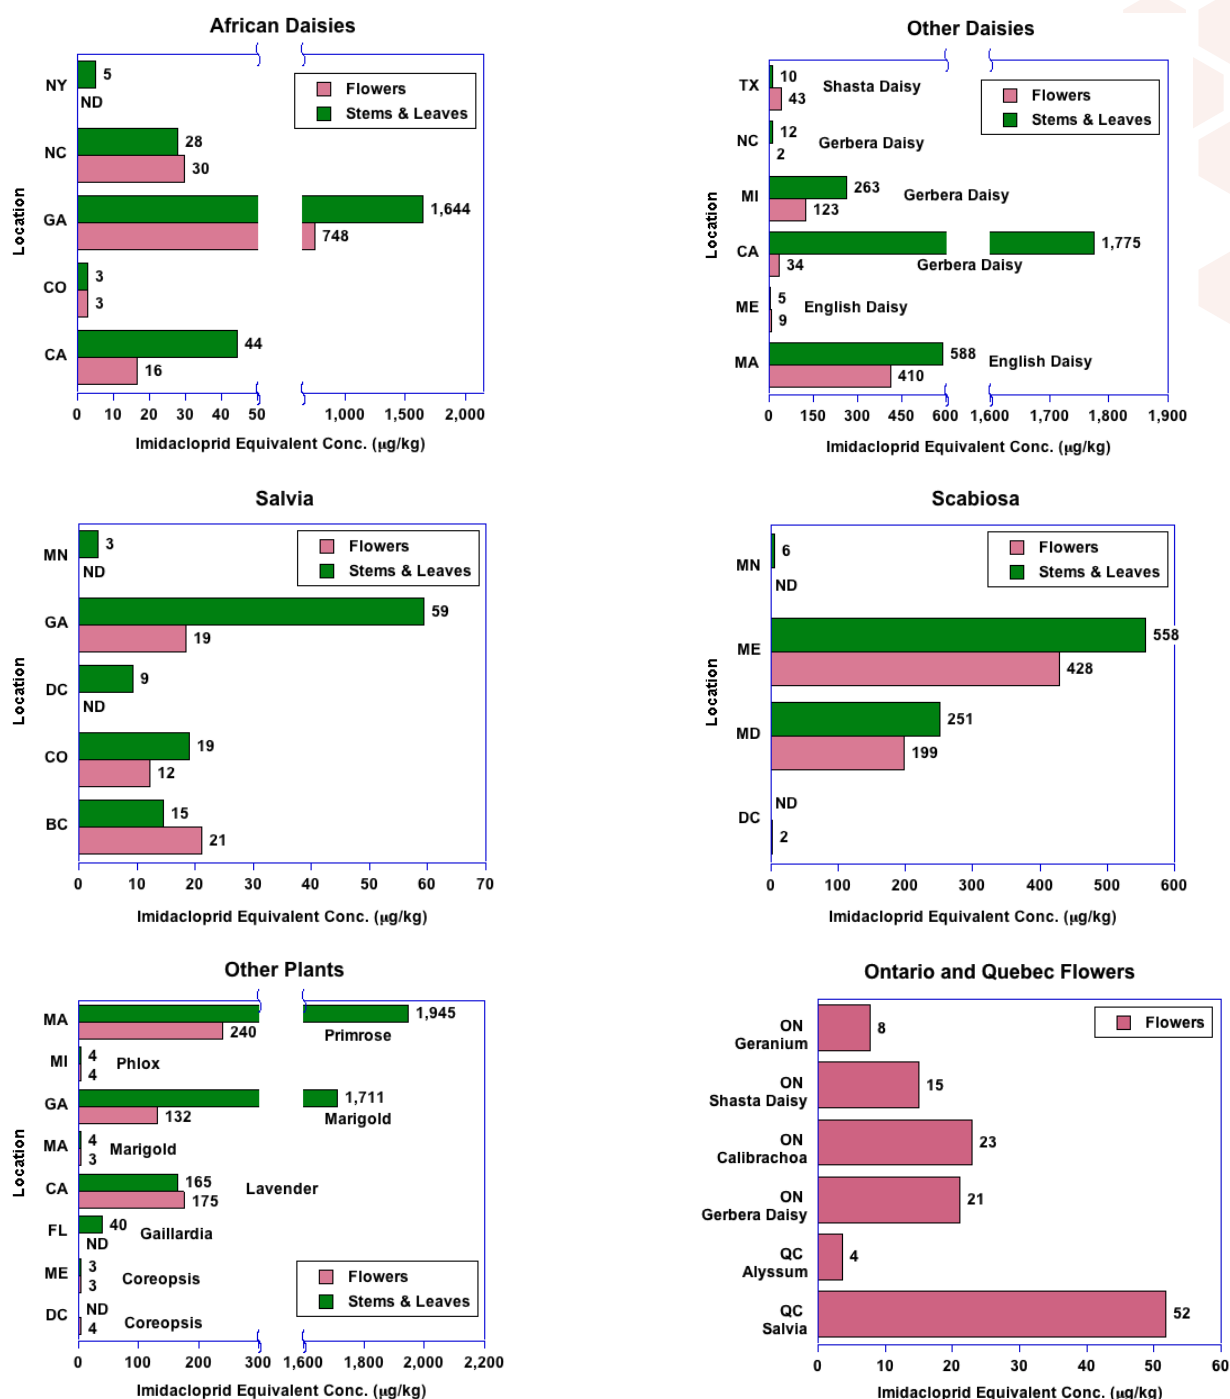 African Daisies
NY
5
ND
NC
28
30
GA
1,644
748
CO
3
3
CA
44
16
Flowers
Stems & Leaves
Location
0 10 20 30 40 50 1,000 1,500 2,000
Imidacloprid Equivalent Conc. (µg/kg)
Other Daisies
TX
10
43
Shasta Daisy
NC
12
2
Gerbera Daisy
MI
263
123
Gerbera Daisy
CA
1,775
34
Gerbera Daisy
ME
5
9
English Daisy
MA
588
410
English Daisy
Flowers
Stems & Leaves
Location
0 150 300 450 600 1,600 1,700 1,800 1,900
Imidacloprid Equivalent Conc. (µg/kg)
Salvia
MN
3
ND
GA
59
19
DC
9
ND
CO
19
12
BC
15
21
Flowers
Stems & Leaves
Location
0 10 20 30 40 50 60 70
Imidacloprid Equivalent Conc. (µg/kg)
Scabiosa
MN
6
ND
ME
558
428
MD
251
199
DC
ND
2
Flowers
Stems & Leaves
Location
0 100 200 300 400 500 600
Imidacloprid Equivalent Conc. (µg/kg)
Other Plants
MA
1,945
240
Primrose
MI
4
4
Phlox
GA
1,711
132
Marigold
MA
4
3
Marigold
CA
165
175
Lavender
FL
40
ND
Gaillardia
ME
3
3
Coreopsis
DC
ND
4
Coreopsis
Flowers
Stems & Leaves
Location
0 100 200 300 1,600 1,800 2,000 2,200
Imidacloprid Equivalent Conc. (µg/kg)
Ontario and Quebec Flowers
Flowers
ON
Geranium
8
ON
Shasta Daisy
15
ON
Calibrachoa
23
ON
Gerbera Daisy
21
QC
Alyssum
4
QC
Salvia
52
0 10 20 30 40 50 60
Imidacloprid Equivalent Conc. (µg/kg)